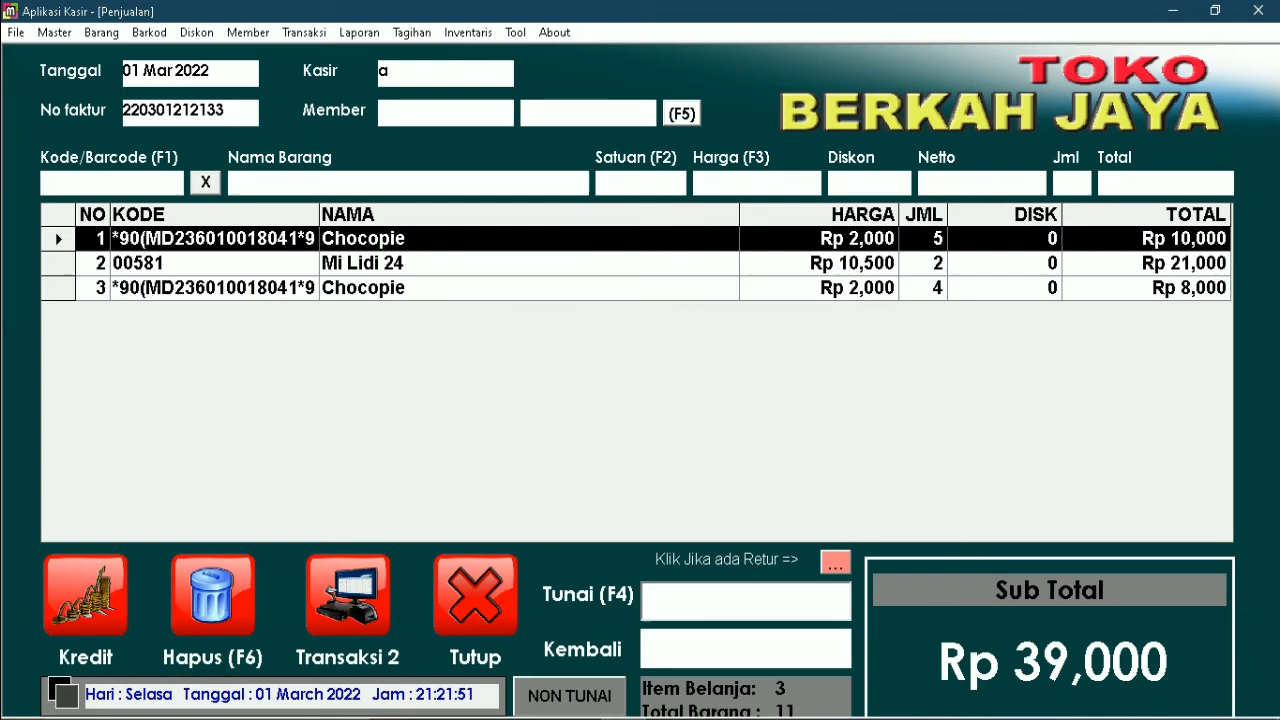 Aplikasi Kasir - [Penjualan]
File Master Barang Barkod Diskon Member Transaksi Laporan Tagihan Inventaris Tool About
Tanggal 01 Mar 2022 Kasir a
TOKO
No faktur 220301212133 Member (F5)
BERKAH JAYA
Kode/Barcode (F1) Nama Barang Satuan (F2) Harga (F3) Diskon Netto Jml Total
X
NO KODE NAMA HARGA JML DISK TOTAL
1 *90(MD236010018041*9 Chocopie Rp 2,000 5 0 Rp 10,000
2 00581 Mi Lidi 24 Rp 10,500 2 0 Rp 21,000
3 *90(MD236010018041*9 Chocopie Rp 2,000 4 0 Rp 8,000
Klik Jika ada Retur => ...
Tunai (F4)
Sub Total
Kembali
Rp 39,000
Kredit Hapus (F6) Transaksi 2 Tutup
Hari : Selasa Tanggal : 01 March 2022 Jam : 21:21:51
NON TUNAI
Item Belanja: 3
Total Barang : 11